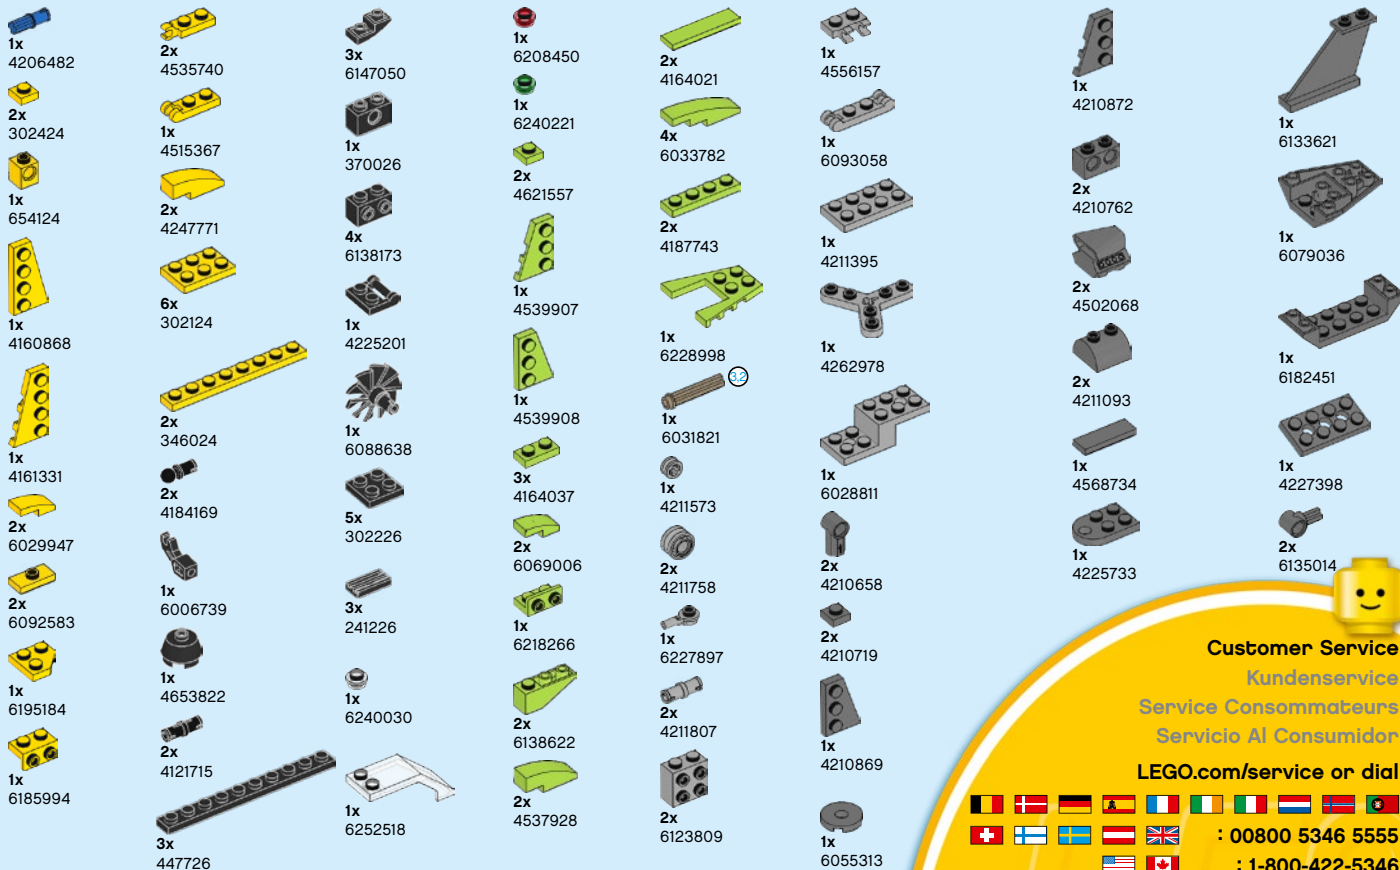 1x
4206482
2x
302424
1x
654124
1x
4160868
1x
4161331
2x
6029947
2x
6092583
1x
6195184
1x
6185994
2x
4535740
1x
4515367
2x
4247771
6x
302124
2x
346024
2x
4184169
1x
6006739
1x
4653822
2x
4121715
3x
447726
3x
6147050
1x
370026
4x
6138173
1x
4225201
1x
6088638
5x
302226
3x
241226
1x
6240030
1x
6252518
1x
6208450
1x
6240221
2x
4621557
1x
4539907
1x
4539908
3x
4164037
2x
6069006
1x
6218266
2x
6138622
2x
4537928
2x
4164021
4x
6033782
2x
4187743
1x
6228998
3.2
1x
6031821
1x
4211573
2x
4211758
1x
6227897
2x
4211807
2x
6123809
1x
4556157
1x
6093058
1x
4211395
1x
4262978
1x
6028811
2x
4210658
2x
4210719
1x
4210869
1x
6055313
1x
4210872
2x
4210762
2x
4502068
2x
4211093
1x
4568734
1x
4225733
1x
6133621
1x
6079036
1x
6182451
1x
4227398
2x
6135014
Customer Service
Kundenservice
Service Consommateurs
Servicio Al Consumidor
LEGO.com/service or dial
: 00800 5346 5555
: 1-800-422-5346